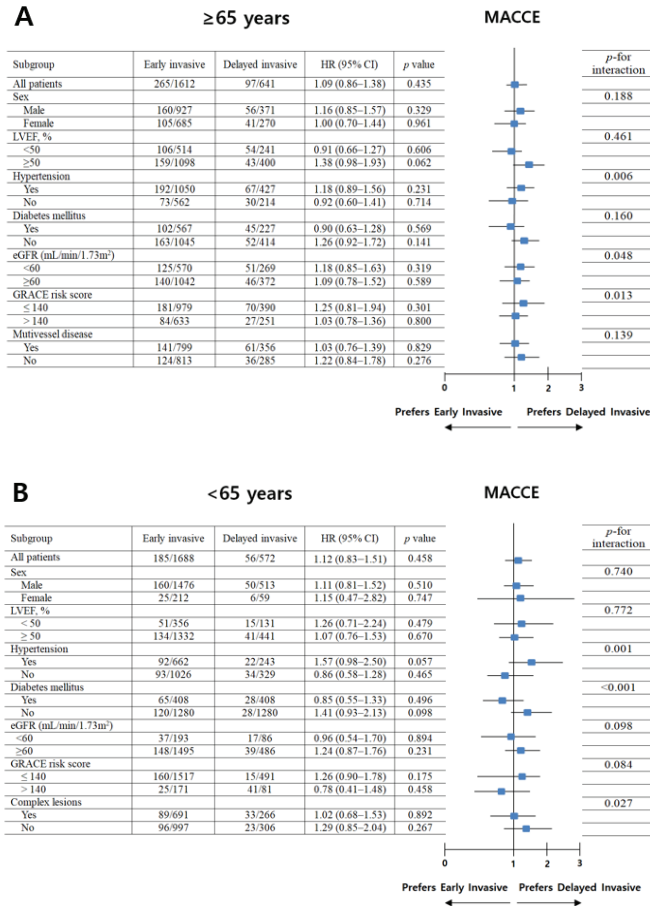 A ≥65 years MACCE
Subgroup Early invasive Delayed invasive HR (95% CI) p value p-for interaction
All patients 265/1612 97/641 1.09 (0.86–1.38) 0.435
Sex 0.188
Male 160/927 56/371 1.16 (0.85–1.57) 0.329
Female 105/685 41/270 1.00 (0.70–1.44) 0.961
LVEF, % 0.461
<50 106/514 54/241 0.91 (0.66–1.27) 0.606
≥50 159/1098 43/400 1.38 (0.98–1.93) 0.062
Hypertension 0.006
Yes 192/1050 67/427 1.18 (0.89–1.56) 0.231
No 73/562 30/214 0.92 (0.60–1.41) 0.714
Diabetes mellitus 0.160
Yes 102/567 45/227 0.90 (0.63–1.28) 0.569
No 163/1045 52/414 1.26 (0.92–1.72) 0.141
eGFR (mL/min/1.73m²) 0.048
<60 125/570 51/269 1.18 (0.85–1.63) 0.319
≥60 140/1042 46/372 1.09 (0.78–1.52) 0.589
GRACE risk score 0.013
≤ 140 181/979 70/390 1.25 (0.81–1.94) 0.301
> 140 84/633 27/251 1.03 (0.78–1.36) 0.800
Mutivessel disease 0.139
Yes 141/799 61/356 1.03 (0.76–1.39) 0.829
No 124/813 36/285 1.22 (0.84–1.78) 0.276
0 1 2 3
Prefers Early Invasive Prefers Delayed Invasive
B <65 years MACCE
Subgroup Early invasive Delayed invasive HR (95% CI) p value p-for interaction
All patients 185/1688 56/572 1.12 (0.83–1.51) 0.458
Sex 0.740
Male 160/1476 50/513 1.11 (0.81–1.52) 0.510
Female 25/212 6/59 1.15 (0.47–2.82) 0.747
LVEF, % 0.772
< 50 51/356 15/131 1.26 (0.71–2.24) 0.479
≥ 50 134/1332 41/441 1.07 (0.76–1.53) 0.670
Hypertension 0.001
Yes 92/662 22/243 1.57 (0.98–2.50) 0.057
No 93/1026 34/329 0.86 (0.58–1.28) 0.465
Diabetes mellitus <0.001
Yes 65/408 28/408 0.85 (0.55–1.33) 0.496
No 120/1280 28/1280 1.41 (0.93–2.13) 0.098
eGFR (mL/min/1.73m²) 0.098
<60 37/193 17/86 0.96 (0.54–1.70) 0.894
≥60 148/1495 39/486 1.24 (0.87–1.76) 0.231
GRACE risk score 0.084
≤ 140 160/1517 15/491 1.26 (0.90–1.78) 0.175
> 140 25/171 41/81 0.78 (0.41–1.48) 0.458
Complex lesions 0.027
Yes 89/691 33/266 1.02 (0.68–1.53) 0.892
No 96/997 23/306 1.29 (0.85–2.04) 0.267
0 1 2 3
Prefers Early Invasive Prefers Delayed Invasive